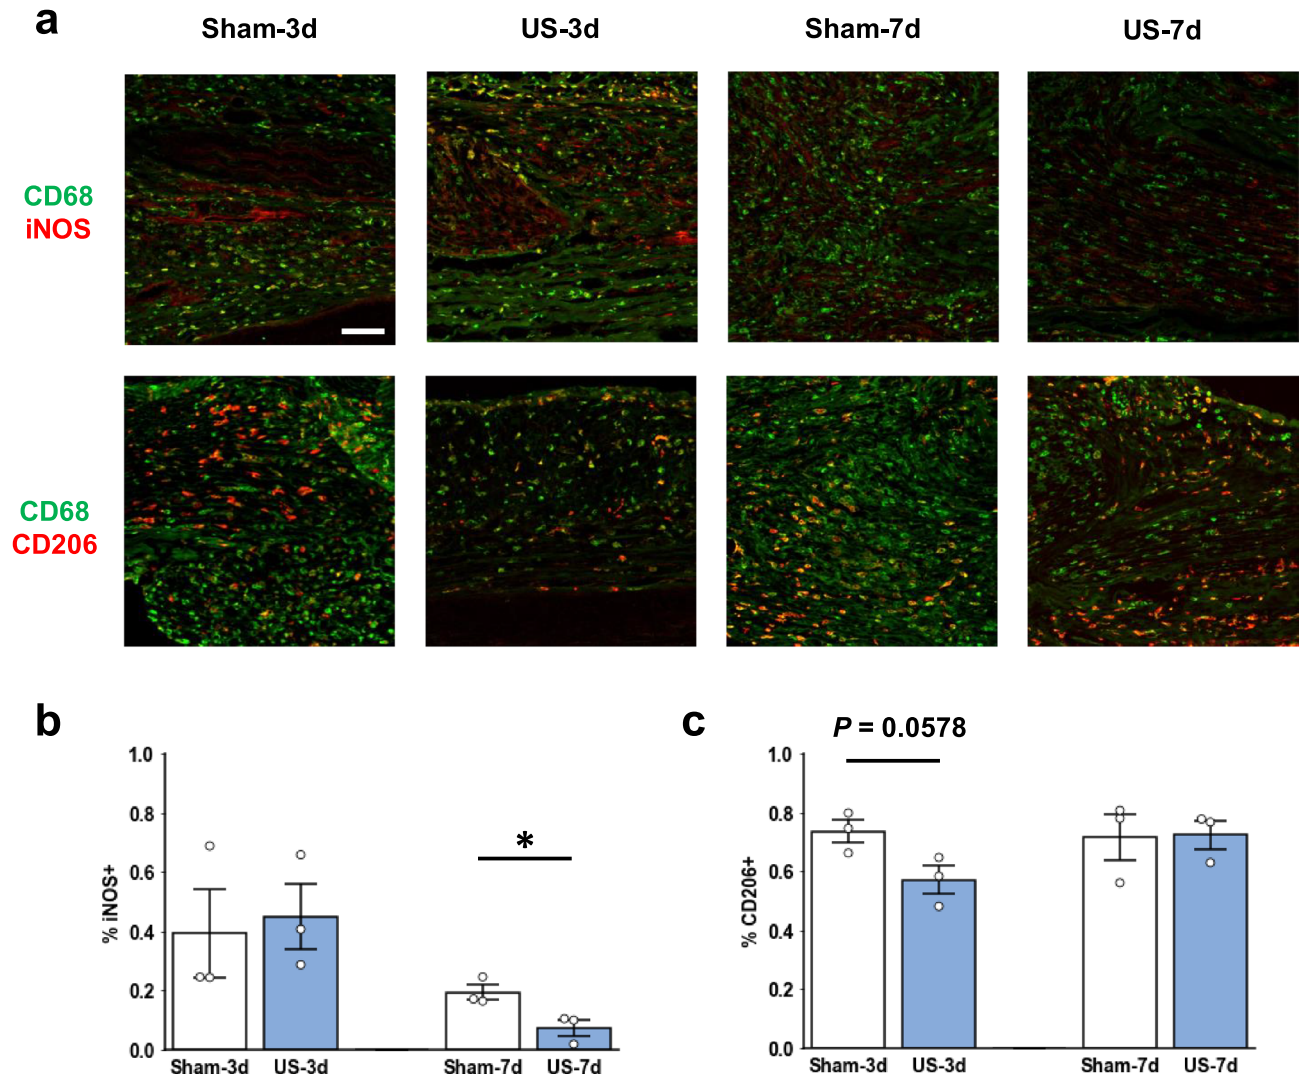 a
Sham-3d
US-3d
Sham-7d
US-7d
CD68
iNOS
CD68
CD206
b
1.0
0.8
0.6
0.4
0.2
0.0
% iNOS+
*
Sham-3d
US-3d
Sham-7d
US-7d
c
P = 0.0578
1.0
0.8
0.6
0.4
0.2
0.0
% CD206+
Sham-3d
US-3d
Sham-7d
US-7d